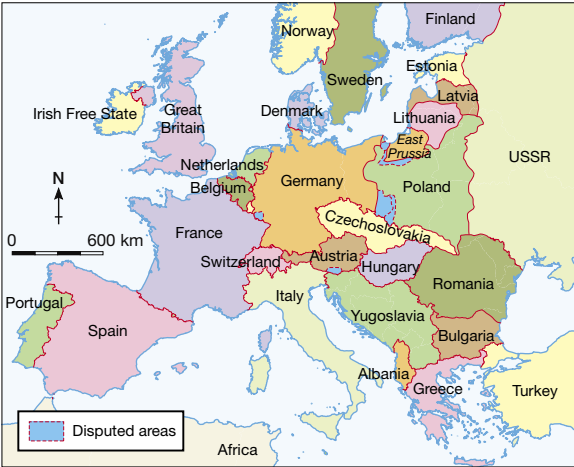 Finland
Norway
Estonia
Sweden
Latvia
Irish Free State
Great
Britain
Denmark
Lithuania
East
Prussia
USSR
Netherlands
Belgium
Germany
Poland
N
0 600 km
Czechoslovakia
France
Switzerland
Austria
Hungary
Romania
Portugal
Spain
Italy
Yugoslavia
Bulgaria
Albania
Greece
Turkey
Disputed areas
Africa